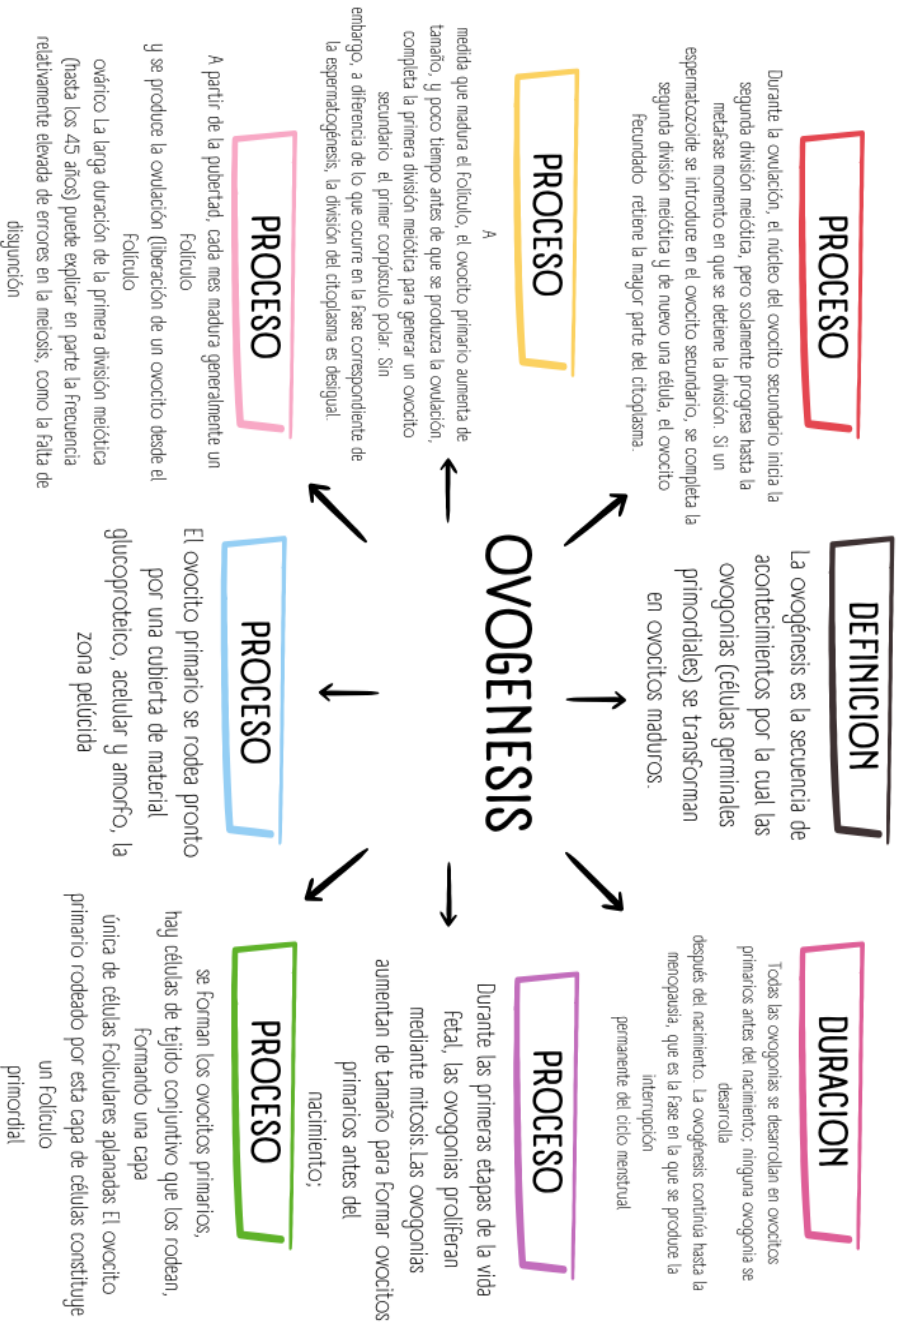 PROCESO
Durante la ovulación, el núcleo del ovocito secundario inicia la
segunda división meiótica, pero solamente progresa hasta la
metafase momento en que se detiene la división. Si un
espermatozoide se introduce en el ovocito secundario, se completa la
segunda división meiótica y de nuevo una célula, el ovocito
fecundado retiene la mayor parte del citoplasma.
DEFINICION
La ovogénesis es la secuencia de
acontecimientos por la cual las
ovogonias (células germinales
primordiales) se transforman
en ovocitos maduros.
DURACION
Todas las ovogonias se desarrollan en ovocitos
primarios antes del nacimiento; ninguna ovogonia se
desarrolla
después del nacimiento. La ovogénesis continúa hasta la
menopausia, que es la fase en la que se produce la
interrupción
permanente del ciclo menstrual
PROCESO
A
medida que madura el folículo, el ovocito primario aumenta de
tamaño, y poco tiempo antes de que se produzca la ovulación,
completa la primera división meiótica para generar un ovocito
secundario el primer corpúsculo polar. Sin
embargo, a diferencia de lo que ocurre en la fase correspondiente de
la espermatogénesis, la división del citoplasma es desigual.
OVOGENESIS
PROCESO
Durante las primeras etapas de la vida
fetal, las ovogonias proliferan
mediante mitosis.Las ovogonias
aumentan de tamaño para formar ovocitos
primarios antes del
nacimiento;
PROCESO
A partir de la pubertad, cada mes madura generalmente un
folículo
y se produce la ovulación (liberación de un ovocito desde el
folículo
ovárico La larga duración de la primera división meiótica
(hasta los 45 años) puede explicar en parte la frecuencia
relativamente elevada de errores en la meiosis, como la falta de
disyunción
PROCESO
El ovocito primario se rodea pronto
por una cubierta de material
glucoproteico, acelular y amorfo, la
zona pelúcida
PROCESO
se forman los ovocitos primarios,
hay células de tejido conjuntivo que los rodean,
formando una capa
única de células foliculares aplanadas El ovocito
primario rodeado por esta capa de células constituye
un folículo
primordial